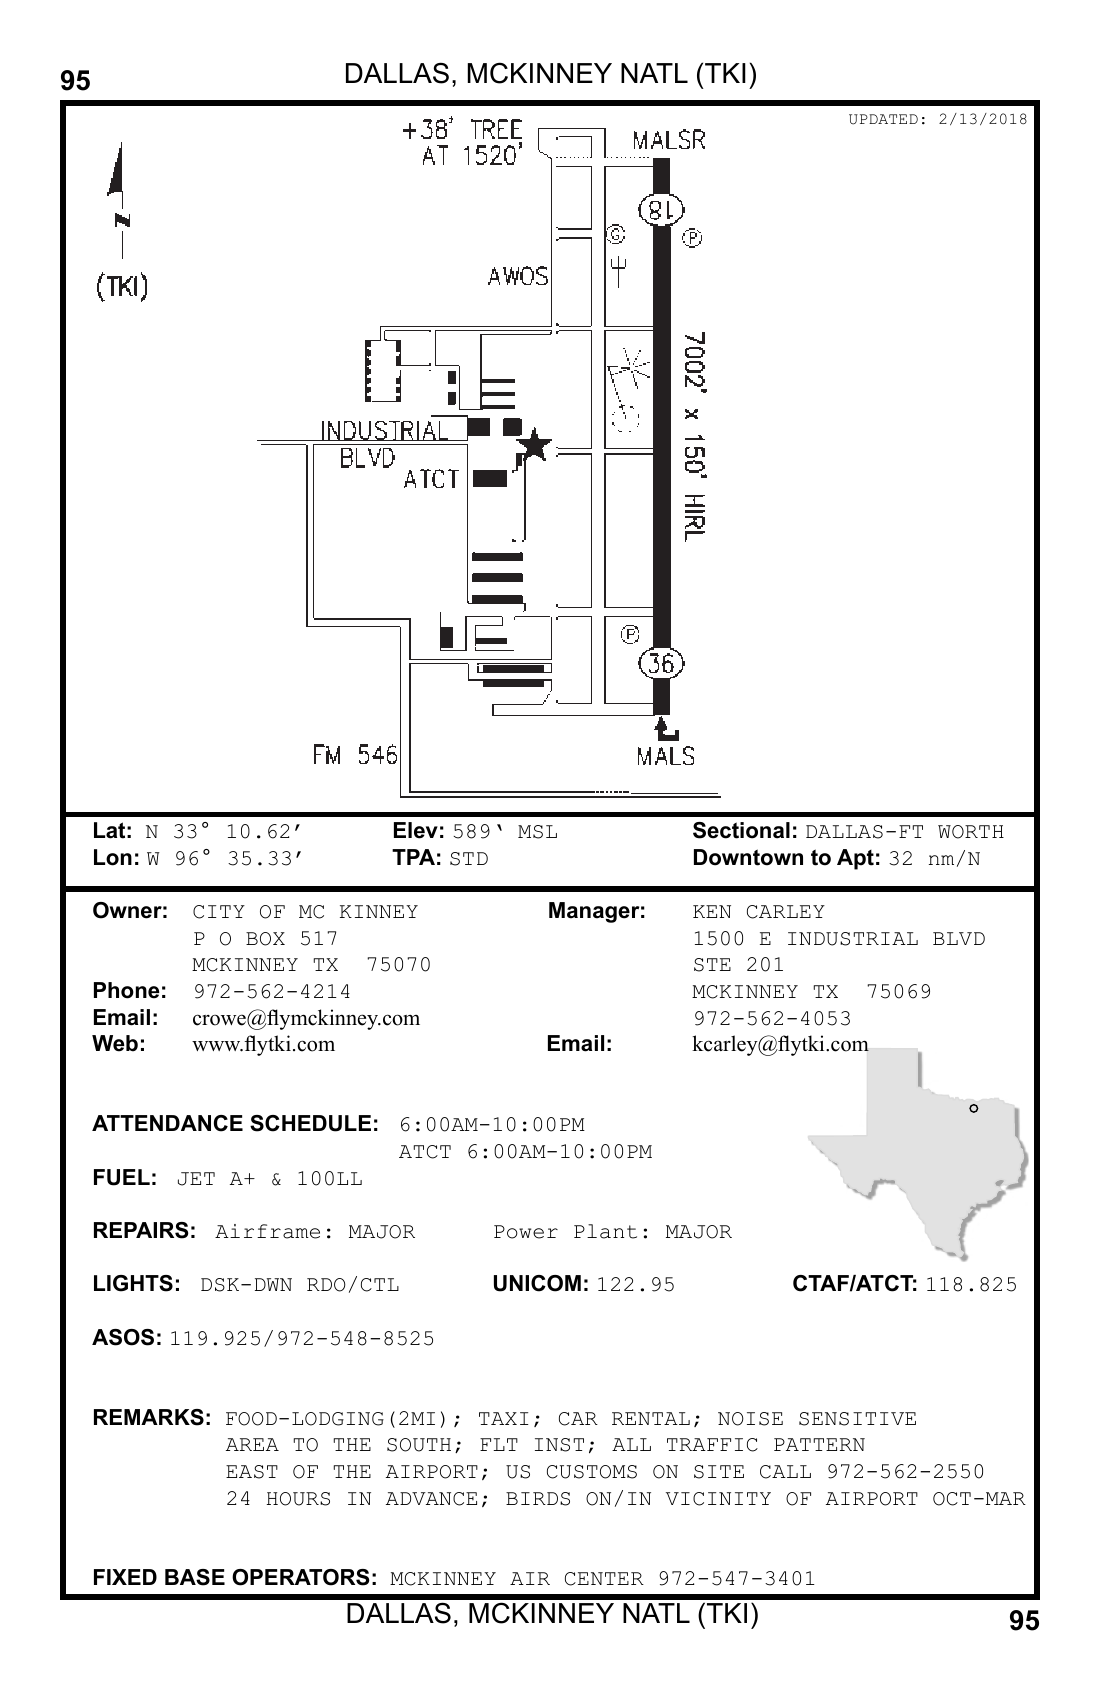 95
DALLAS, MCKINNEY NATL (TKI)
UPDATED: 2/13/2018
+38' TREE
AT 1520'
MALSR
N
(TKI)
18
G
P
AWOS
7002' x 150' HIRL
INDUSTRIAL
BLVD
ATCT
P
36
FM 546
MALS
Lat: N 33° 10.62′ Elev: 589‛ MSL Sectional: DALLAS-FT WORTH
Lon: W 96° 35.33′ TPA: STD Downtown to Apt: 32 nm/N
Owner: CITY OF MC KINNEY Manager: KEN CARLEY
P O BOX 517 1500 E INDUSTRIAL BLVD
MCKINNEY TX 75070 STE 201
Phone: 972-562-4214 MCKINNEY TX 75069
Email: crowe@flymckinney.com 972-562-4053
Web: www.flytki.com Email: kcarley@flytki.com
ATTENDANCE SCHEDULE: 6:00AM-10:00PM
ATCT 6:00AM-10:00PM
FUEL: JET A+ & 100LL
REPAIRS: Airframe: MAJOR Power Plant: MAJOR
LIGHTS: DSK-DWN RDO/CTL UNICOM: 122.95 CTAF/ATCT: 118.825
ASOS: 119.925/972-548-8525
REMARKS: FOOD-LODGING(2MI); TAXI; CAR RENTAL; NOISE SENSITIVE
AREA TO THE SOUTH; FLT INST; ALL TRAFFIC PATTERN
EAST OF THE AIRPORT; US CUSTOMS ON SITE CALL 972-562-2550
24 HOURS IN ADVANCE; BIRDS ON/IN VICINITY OF AIRPORT OCT-MAR
FIXED BASE OPERATORS: MCKINNEY AIR CENTER 972-547-3401
DALLAS, MCKINNEY NATL (TKI)
95